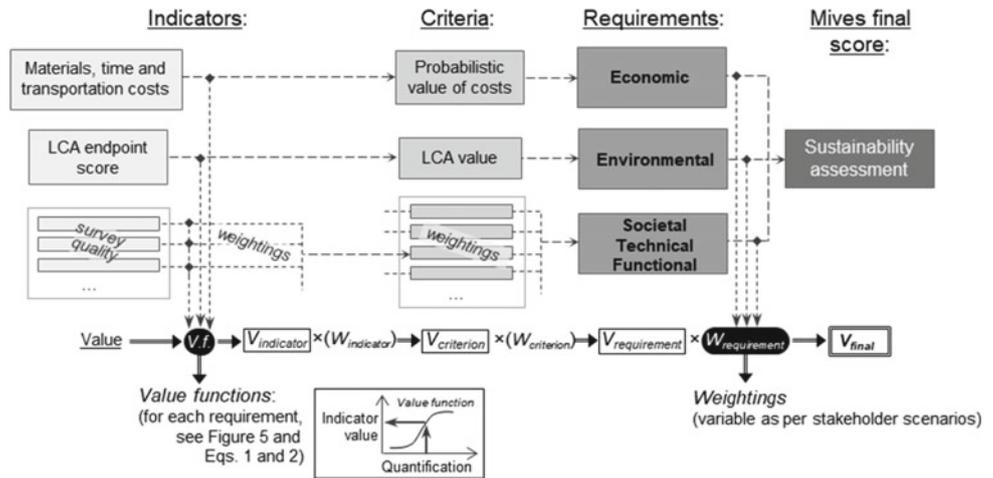 Indicators:
Criteria:
Requirements:
Mives final
score:
Materials, time and
transportation costs
Probabilistic
value of costs
Economic
LCA endpoint
score
LCA value
Environmental
Sustainability
assessment
survey
quality
...
weightings
weightings
...
Societal
Technical
Functional
Value
V.f.
Vindicator ×(Windicator)
Vcriterion ×(Wcriterion)
Vrequirement ×
Wrequirement
Vfinal
Value functions:
(for each requirement,
see Figure 5 and
Eqs. 1 and 2)
Value function
Indicator
value
Quantification
Weightings
(variable as per stakeholder scenarios)